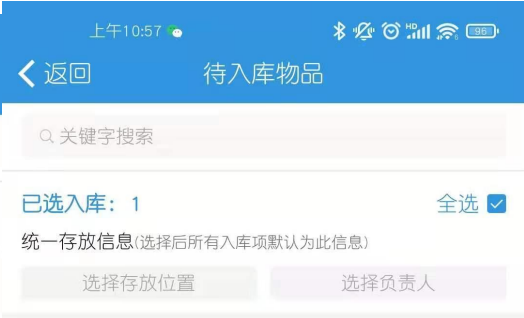 上午10:57 HD 96
返回 待入库物品
关键字搜索
已选入库：1 全选
统一存放信息(选择后所有入库项默认为此信息)
选择存放位置 选择负责人